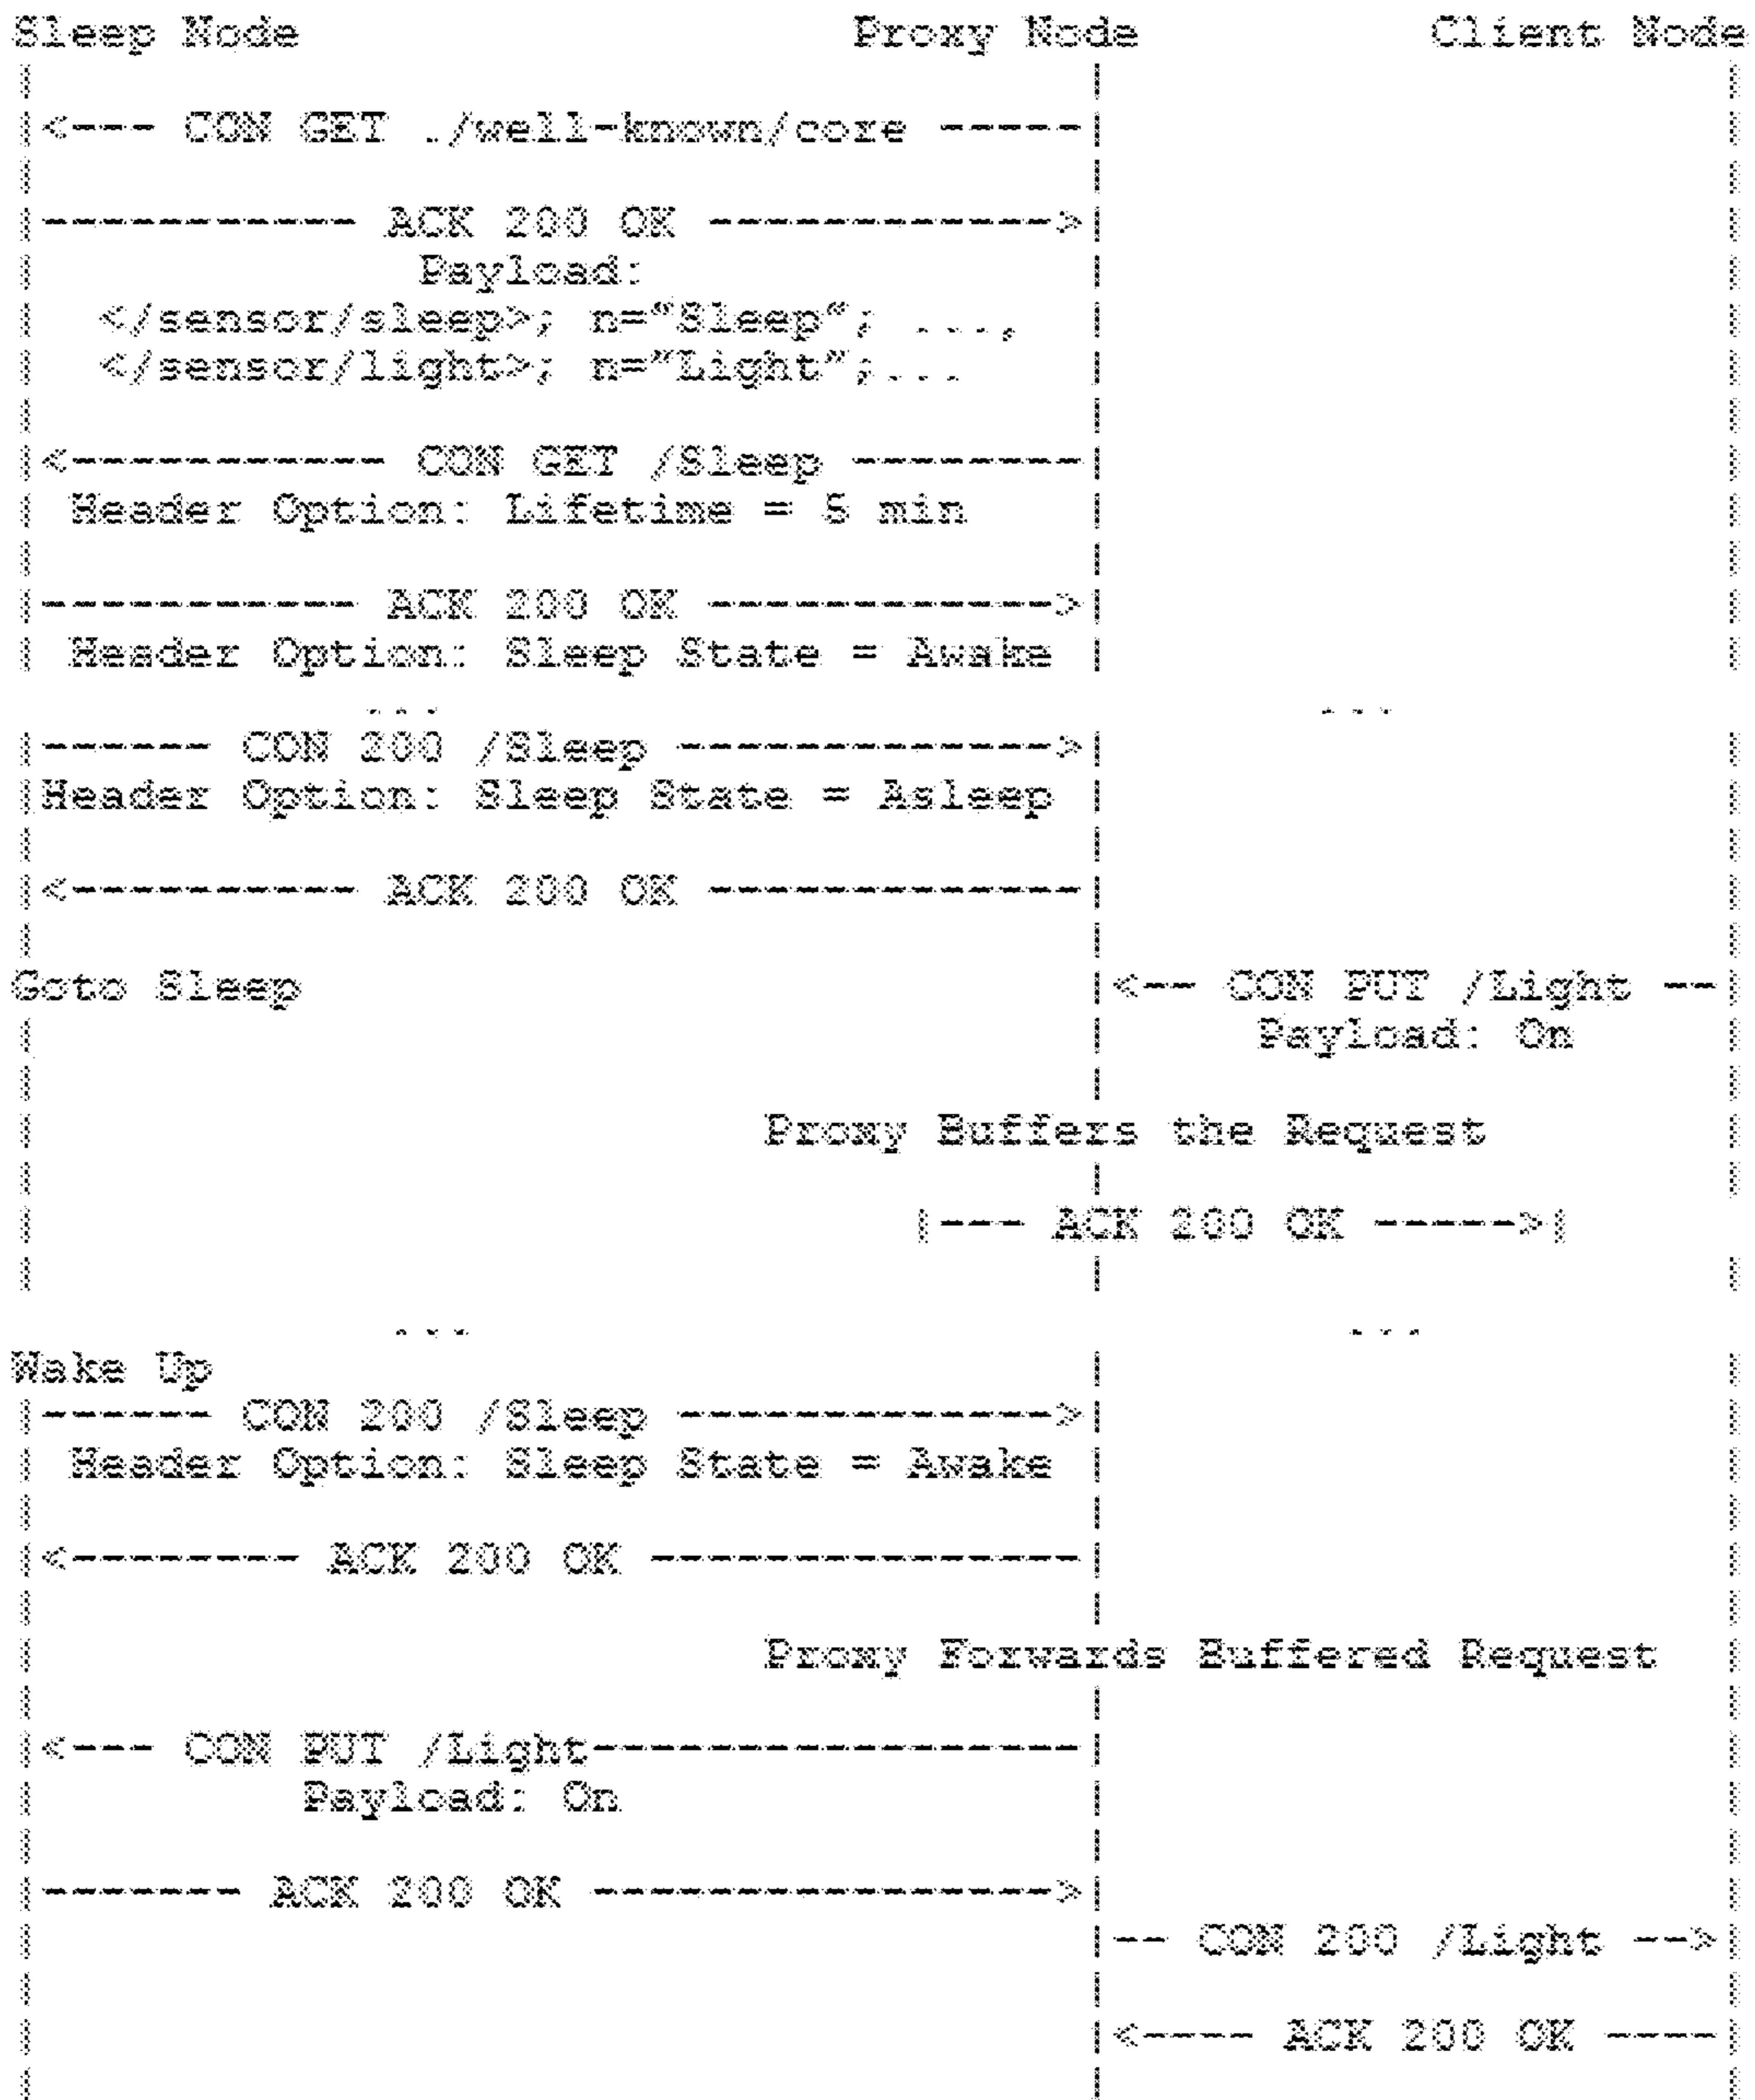 Sleep Node Proxy Node Client Node
|<--- CON GET ./well-known/core -----|
|----------- ACK 200 OK ------------>|
Payload:
</sensor/sleep>; n="Sleep“; ...,
</sensor/light>; n="Light”;...
|<------------ CON GET /Sleep --------|
Header Option: Lifetime = 5 min
|----------- ACK 200 OK ------------>|
Header Option: Sleep State = Awake
... ...
|------ CON 200 /Sleep ------------->|
Header Option: Sleep State = Asleep
|<---------- ACK 200 OK -------------|
Goto Sleep |<-- CON PUT /Light --|
Payload: On
Proxy Buffers the Request
|--- ACK 200 OK ----->|
... ...
Wake Up
|------ CON 200 /Sleep ------------->|
Header Option: Sleep State = Awake
|<-------- ACK 200 OK ---------------|
Proxy Forwards Buffered Request
|<--- CON PUT /Light-----------------|
Payload: On
|------- ACK 200 OK ---------------->|
|-- CON 200 /Light -->|
|<---- ACK 200 OK ----|